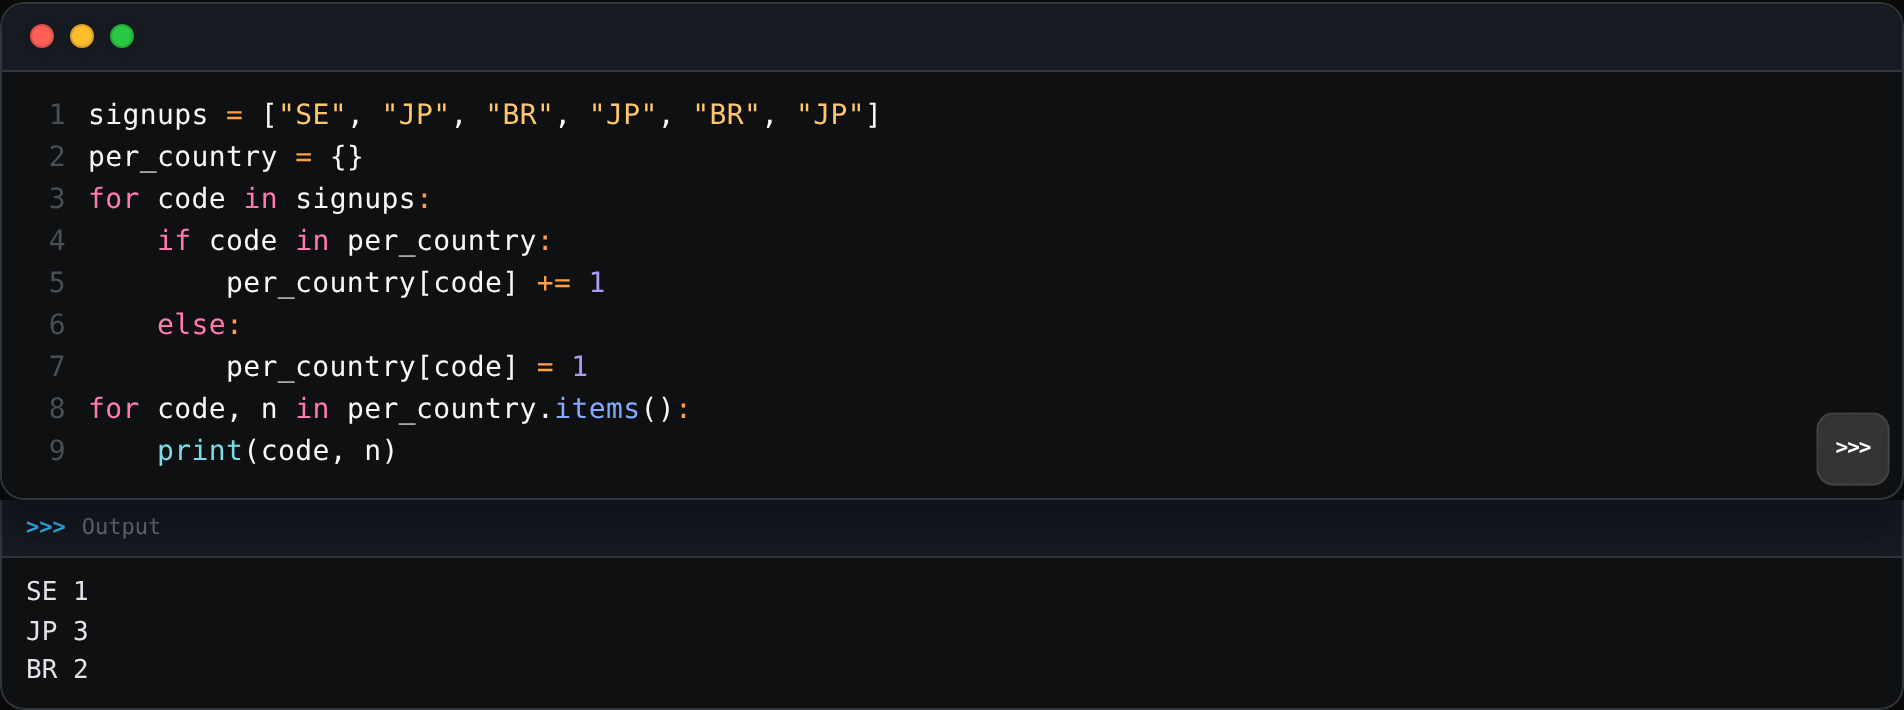 1 signups = ["SE", "JP", "BR", "JP", "BR", "JP"]
2 per_country = {}
3 for code in signups:
4     if code in per_country:
5         per_country[code] += 1
6     else:
7         per_country[code] = 1
8 for code, n in per_country.items():
9     print(code, n)
>>>
>>> Output
SE 1
JP 3
BR 2